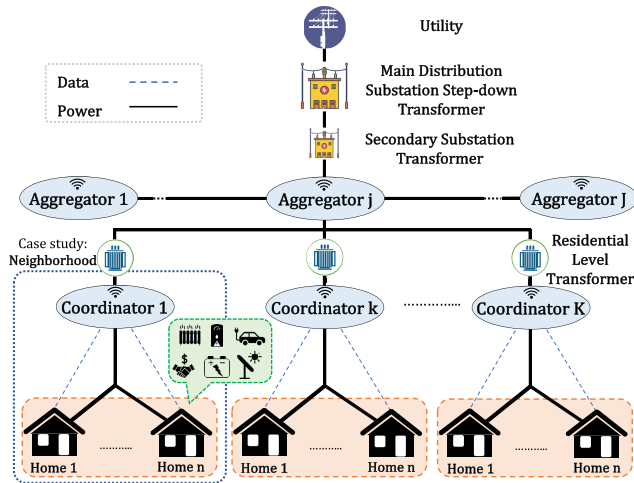 Utility
Data
Power
Main Distribution
Substation Step-down
Transformer
Secondary Substation
Transformer
Aggregator 1
Aggregator j
Aggregator J
Case study:
Neighborhood
Residential
Level
Transformer
Coordinator 1
Coordinator k
Coordinator K
$
Home 1
Home n
Home 1
Home n
Home 1
Home n